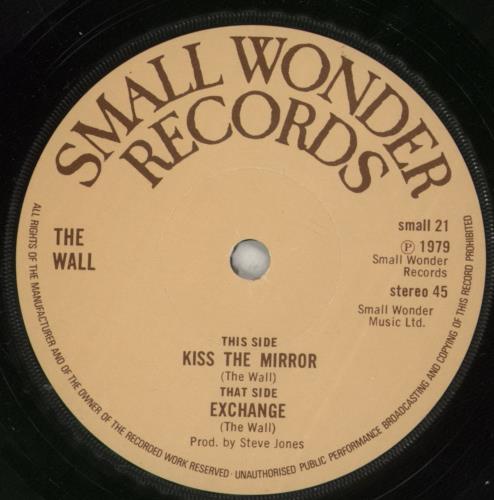 SMALL WONDER
RECORDS
THE
WALL
small 21
Ⓟ 1979
Small Wonder
Records
stereo 45
Small Wonder
Music Ltd.
THIS SIDE
KISS THE MIRROR
(The Wall)
THAT SIDE
EXCHANGE
(The Wall)
Prod. by Steve Jones
ALL RIGHTS OF THE MANUFACTURER AND OF THE OWNER OF THE RECORDED WORK RESERVED · UNAUTHORISED PUBLIC PERFORMANCE BROADCASTING AND COPYING OF THIS RECORD PROHIBITED